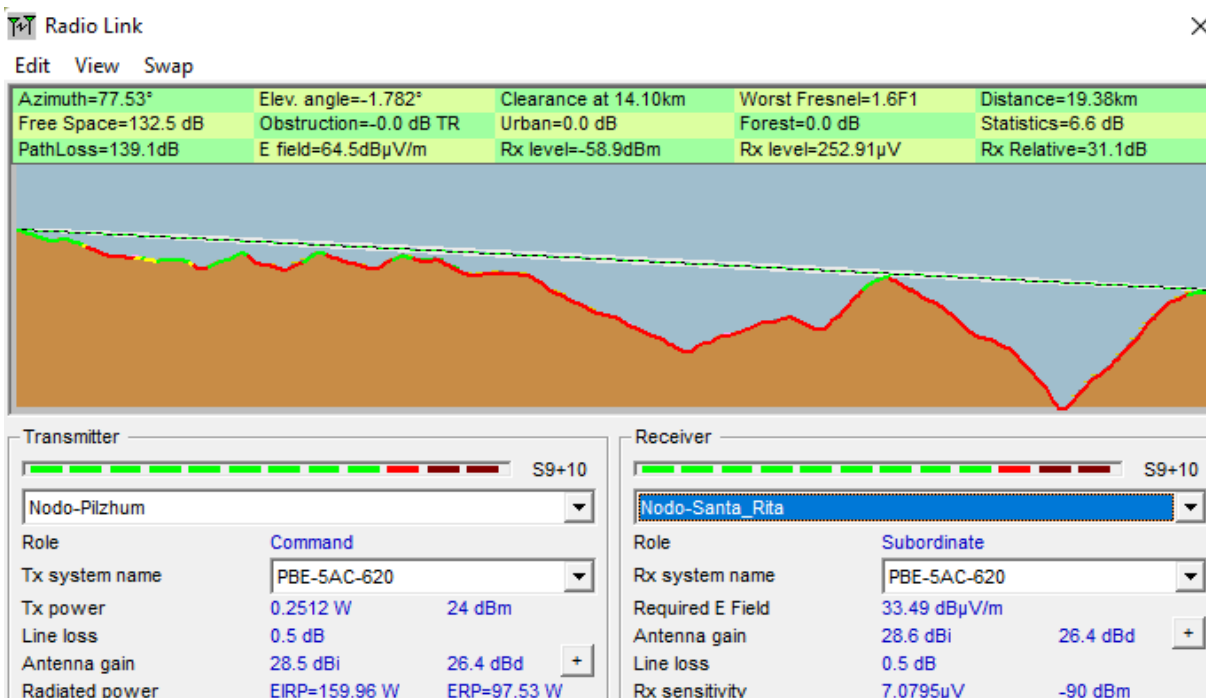 Radio Link
Edit View Swap
Azimuth=77.53° Elev. angle=-1.782° Clearance at 14.10km Worst Fresnel=1.6F1 Distance=19.38km
Free Space=132.5 dB Obstruction=-0.0 dB TR Urban=0.0 dB Forest=0.0 dB Statistics=6.6 dB
PathLoss=139.1dB E field=64.5dBµV/m Rx level=-58.9dBm Rx level=252.91µV Rx Relative=31.1dB
Transmitter
S9+10
Nodo-Pilzhum
Role Command
Tx system name PBE-5AC-620
Tx power 0.2512 W 24 dBm
Line loss 0.5 dB
Antenna gain 28.5 dBi 26.4 dBd +
Radiated power EIRP=159.96 W ERP=97.53 W
Receiver
S9+10
Nodo-Santa_Rita
Role Subordinate
Rx system name PBE-5AC-620
Required E Field 33.49 dBµV/m
Antenna gain 28.6 dBi 26.4 dBd +
Line loss 0.5 dB
Rx sensitivity 7.0795µV -90 dBm